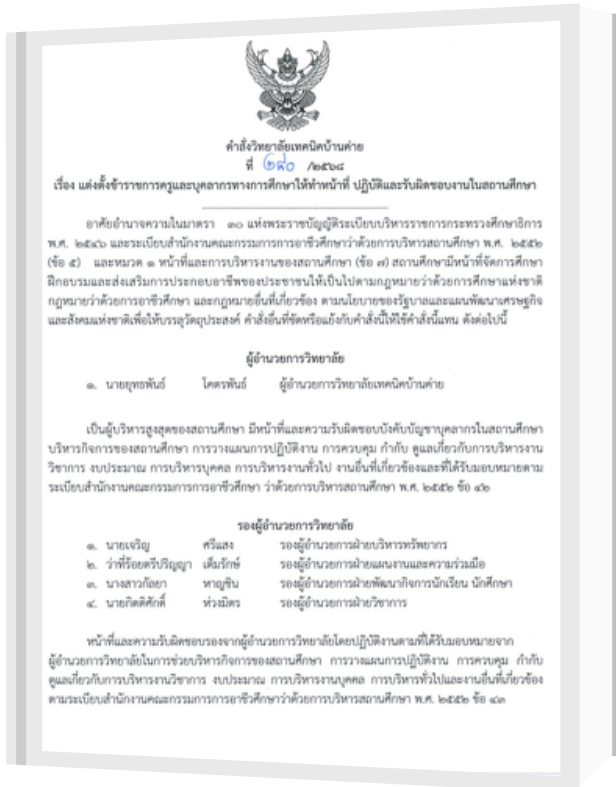 คำสั่งวิทยาลัยเทคนิคบ้านค่าย
ที่ ๒๘๐ /๒๕๖๘
เรื่อง แต่งตั้งข้าราชการครูและบุคลากรทางการศึกษาให้ทำหน้าที่ ปฏิบัติและรับผิดชอบงานในสถานศึกษา
อาศัยอำนาจความในมาตรา ๓๐ แห่งพระราชบัญญัติระเบียบบริหารราชการกระทรวงศึกษาธิการ
พ.ศ. ๒๕๔๖ และระเบียบสำนักงานคณะกรรมการการอาชีวศึกษาว่าด้วยการบริหารสถานศึกษา พ.ศ. ๒๕๕๒
(ข้อ ๕) และหมวด ๑ หน้าที่และการบริหารงานของสถานศึกษา (ข้อ ๗) สถานศึกษามีหน้าที่จัดการศึกษา
ฝึกอบรมและส่งเสริมการประกอบอาชีพของประชาชนให้เป็นไปตามกฎหมายว่าด้วยการศึกษาแห่งชาติ
กฎหมายว่าด้วยการอาชีวศึกษา และกฎหมายอื่นที่เกี่ยวข้อง ตามนโยบายของรัฐบาลและแผนพัฒนาเศรษฐกิจ
และสังคมแห่งชาติเพื่อให้บรรลุวัตถุประสงค์ คำสั่งอื่นที่ขัดหรือแย้งกับคำสั่งนี้ให้ใช้คำสั่งนี้แทน ดังต่อไปนี้
ผู้อำนวยการวิทยาลัย
๑. นายยุทธพันธ์ โคตรพันธ์ ผู้อำนวยการวิทยาลัยเทคนิคบ้านค่าย
เป็นผู้บริหารสูงสุดของสถานศึกษา มีหน้าที่และความรับผิดชอบบังคับบัญชาบุคลากรในสถานศึกษา
บริหารกิจการของสถานศึกษา การวางแผนการปฏิบัติงาน การควบคุม กำกับ ดูแลเกี่ยวกับการบริหารงาน
วิชาการ งบประมาณ การบริหารบุคคล การบริหารงานทั่วไป งานอื่นที่เกี่ยวข้องและที่ได้รับมอบหมายตาม
ระเบียบสำนักงานคณะกรรมการการอาชีวศึกษา ว่าด้วยการบริหารสถานศึกษา พ.ศ. ๒๕๕๒ ข้อ ๔๒
รองผู้อำนวยการวิทยาลัย
๑. นายเจริญ ศรีแสง รองผู้อำนวยการฝ่ายบริหารทรัพยากร
๒. ว่าที่ร้อยตรีปริญญา เต็มรักษ์ รองผู้อำนวยการฝ่ายแผนงานและความร่วมมือ
๓. นางสาวกัลยา หาญชิน รองผู้อำนวยการฝ่ายพัฒนากิจการนักเรียน นักศึกษา
๔. นายกิตติศักดิ์ ห่วงมิตร รองผู้อำนวยการฝ่ายวิชาการ
หน้าที่และความรับผิดชอบรองจากผู้อำนวยการวิทยาลัยโดยปฏิบัติงานตามที่ได้รับมอบหมายจาก
ผู้อำนวยการวิทยาลัยในการช่วยบริหารกิจการของสถานศึกษา การวางแผนการปฏิบัติงาน การควบคุม กำกับ
ดูแลเกี่ยวกับการบริหารงานวิชาการ งบประมาณ การบริหารงานบุคคล การบริหารทั่วไปและงานอื่นที่เกี่ยวข้อง
ตามระเบียบสำนักงานคณะกรรมการการอาชีวศึกษาว่าด้วยการบริหารสถานศึกษา พ.ศ. ๒๕๕๒ ข้อ ๔๓